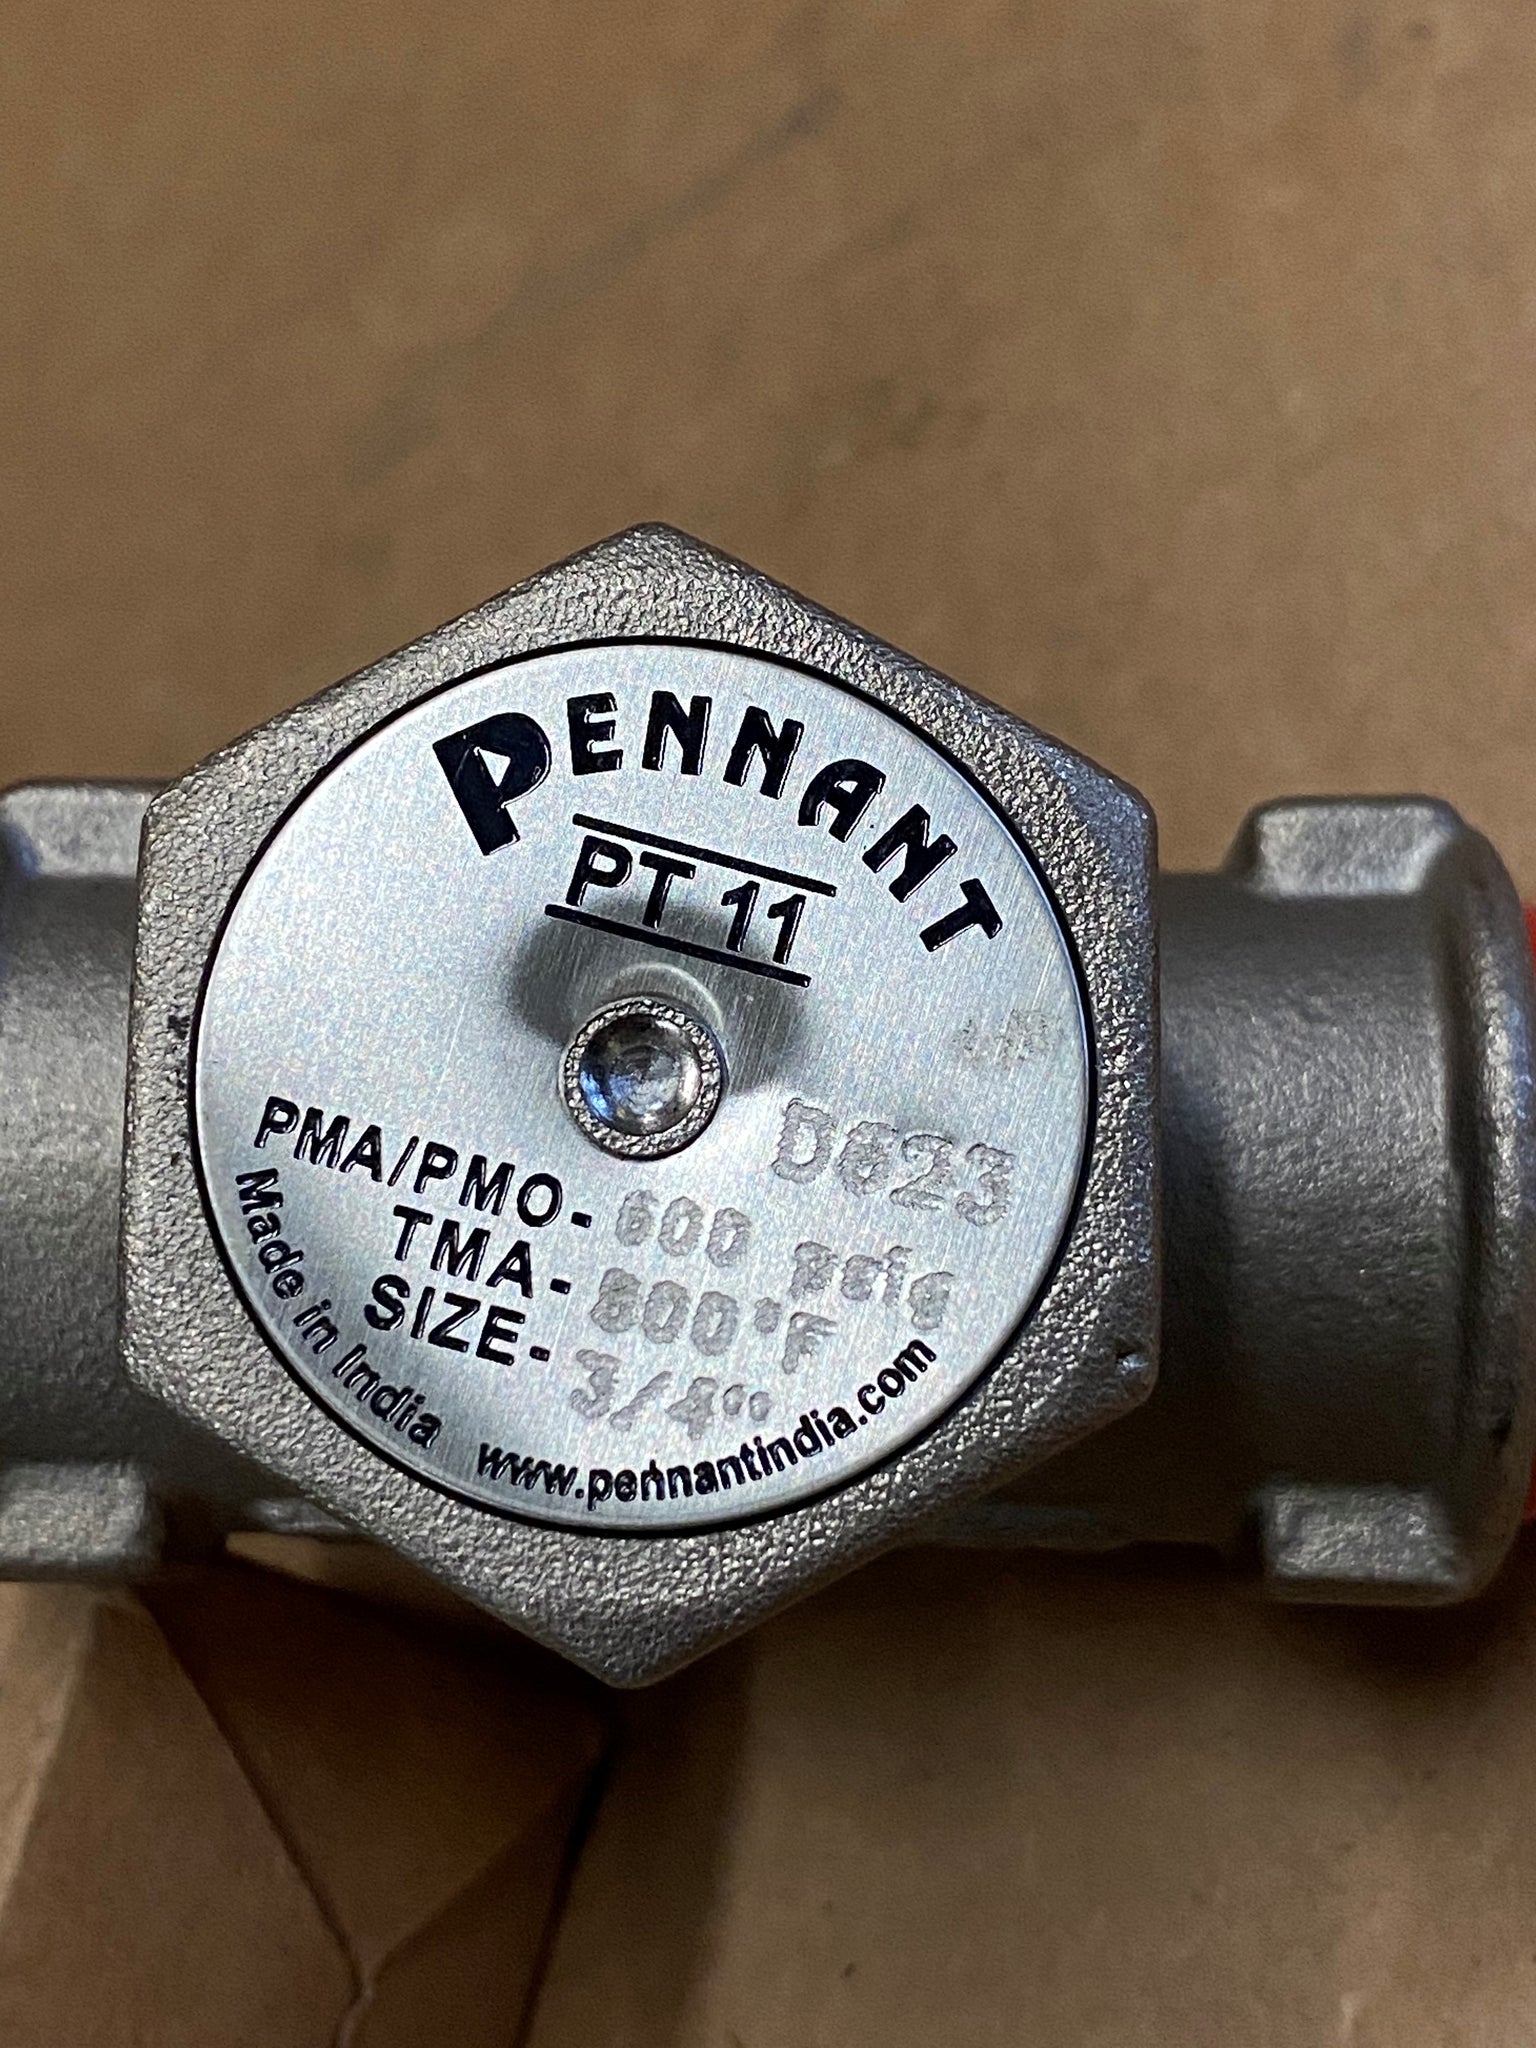 PENNANT
PT 11
D623
PMA/PMO- 600 psig
TMA- 800°F
SIZE- 3/4"
Made in India www.pennantindia.com